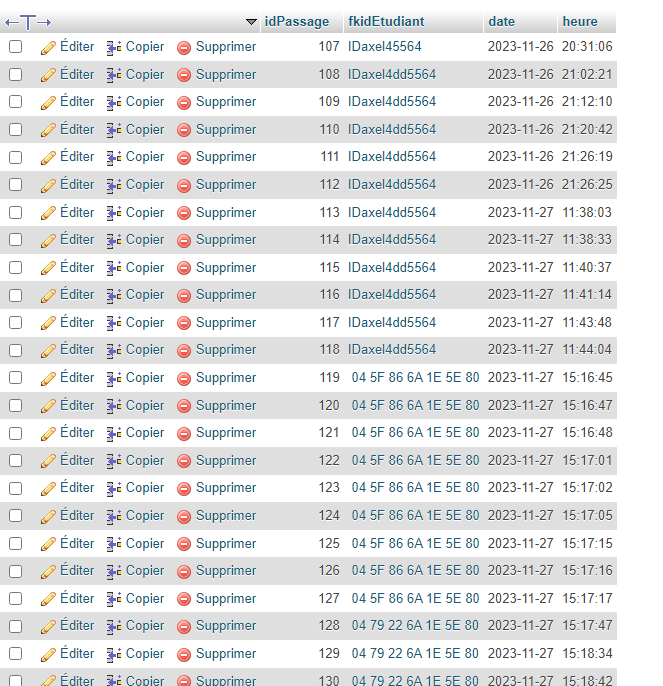 idPassage fkidEtudiant date heure
Éditer Copier Supprimer 107 IDaxel45564 2023-11-26 20:31:06
Éditer Copier Supprimer 108 IDaxel4dd5564 2023-11-26 21:02:21
Éditer Copier Supprimer 109 IDaxel4dd5564 2023-11-26 21:12:10
Éditer Copier Supprimer 110 IDaxel4dd5564 2023-11-26 21:20:42
Éditer Copier Supprimer 111 IDaxel4dd5564 2023-11-26 21:26:19
Éditer Copier Supprimer 112 IDaxel4dd5564 2023-11-26 21:26:25
Éditer Copier Supprimer 113 IDaxel4dd5564 2023-11-27 11:38:03
Éditer Copier Supprimer 114 IDaxel4dd5564 2023-11-27 11:38:33
Éditer Copier Supprimer 115 IDaxel4dd5564 2023-11-27 11:40:37
Éditer Copier Supprimer 116 IDaxel4dd5564 2023-11-27 11:41:14
Éditer Copier Supprimer 117 IDaxel4dd5564 2023-11-27 11:43:48
Éditer Copier Supprimer 118 IDaxel4dd5564 2023-11-27 11:44:04
Éditer Copier Supprimer 119 04 5F 86 6A 1E 5E 80 2023-11-27 15:16:45
Éditer Copier Supprimer 120 04 5F 86 6A 1E 5E 80 2023-11-27 15:16:47
Éditer Copier Supprimer 121 04 5F 86 6A 1E 5E 80 2023-11-27 15:16:48
Éditer Copier Supprimer 122 04 5F 86 6A 1E 5E 80 2023-11-27 15:17:01
Éditer Copier Supprimer 123 04 5F 86 6A 1E 5E 80 2023-11-27 15:17:02
Éditer Copier Supprimer 124 04 5F 86 6A 1E 5E 80 2023-11-27 15:17:05
Éditer Copier Supprimer 125 04 5F 86 6A 1E 5E 80 2023-11-27 15:17:15
Éditer Copier Supprimer 126 04 5F 86 6A 1E 5E 80 2023-11-27 15:17:16
Éditer Copier Supprimer 127 04 5F 86 6A 1E 5E 80 2023-11-27 15:17:17
Éditer Copier Supprimer 128 04 79 22 6A 1E 5E 80 2023-11-27 15:17:47
Éditer Copier Supprimer 129 04 79 22 6A 1E 5E 80 2023-11-27 15:18:34
Éditer Copier Supprimer 130 04 79 22 6A 1E 5E 80 2023-11-27 15:18:42